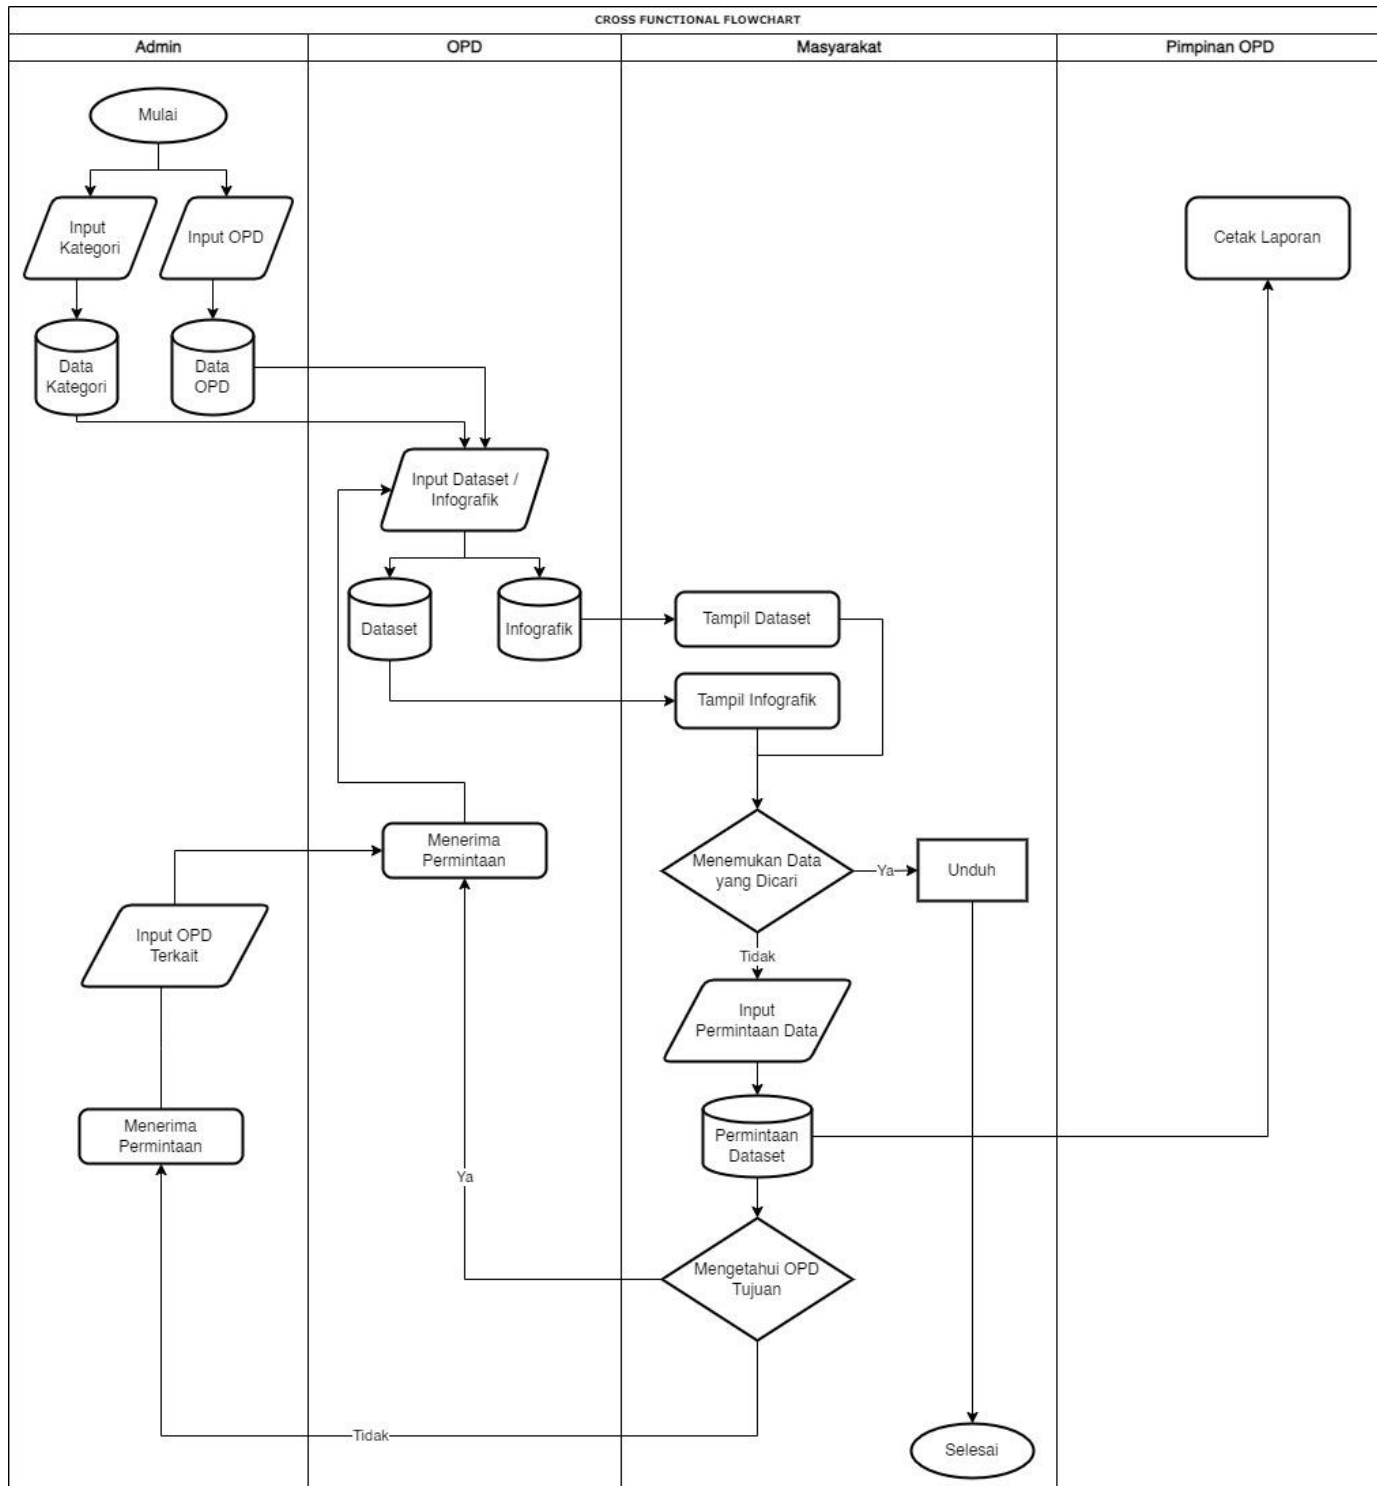 CROSS FUNCTIONAL FLOWCHART
Admin
OPD
Masyarakat
Pimpinan OPD
Mulai
Input
Kategori
Input OPD
Cetak Laporan
Data
Kategori
Data
OPD
Input Dataset /
Infografik
Dataset
Infografik
Tampil Dataset
Tampil Infografik
Menerima
Permintaan
Menemukan Data
yang Dicari
Ya
Unduh
Input OPD
Terkait
Tidak
Input
Permintaan Data
Menerima
Permintaan
Permintaan
Dataset
Ya
Mengetahui OPD
Tujuan
Tidak
Selesai